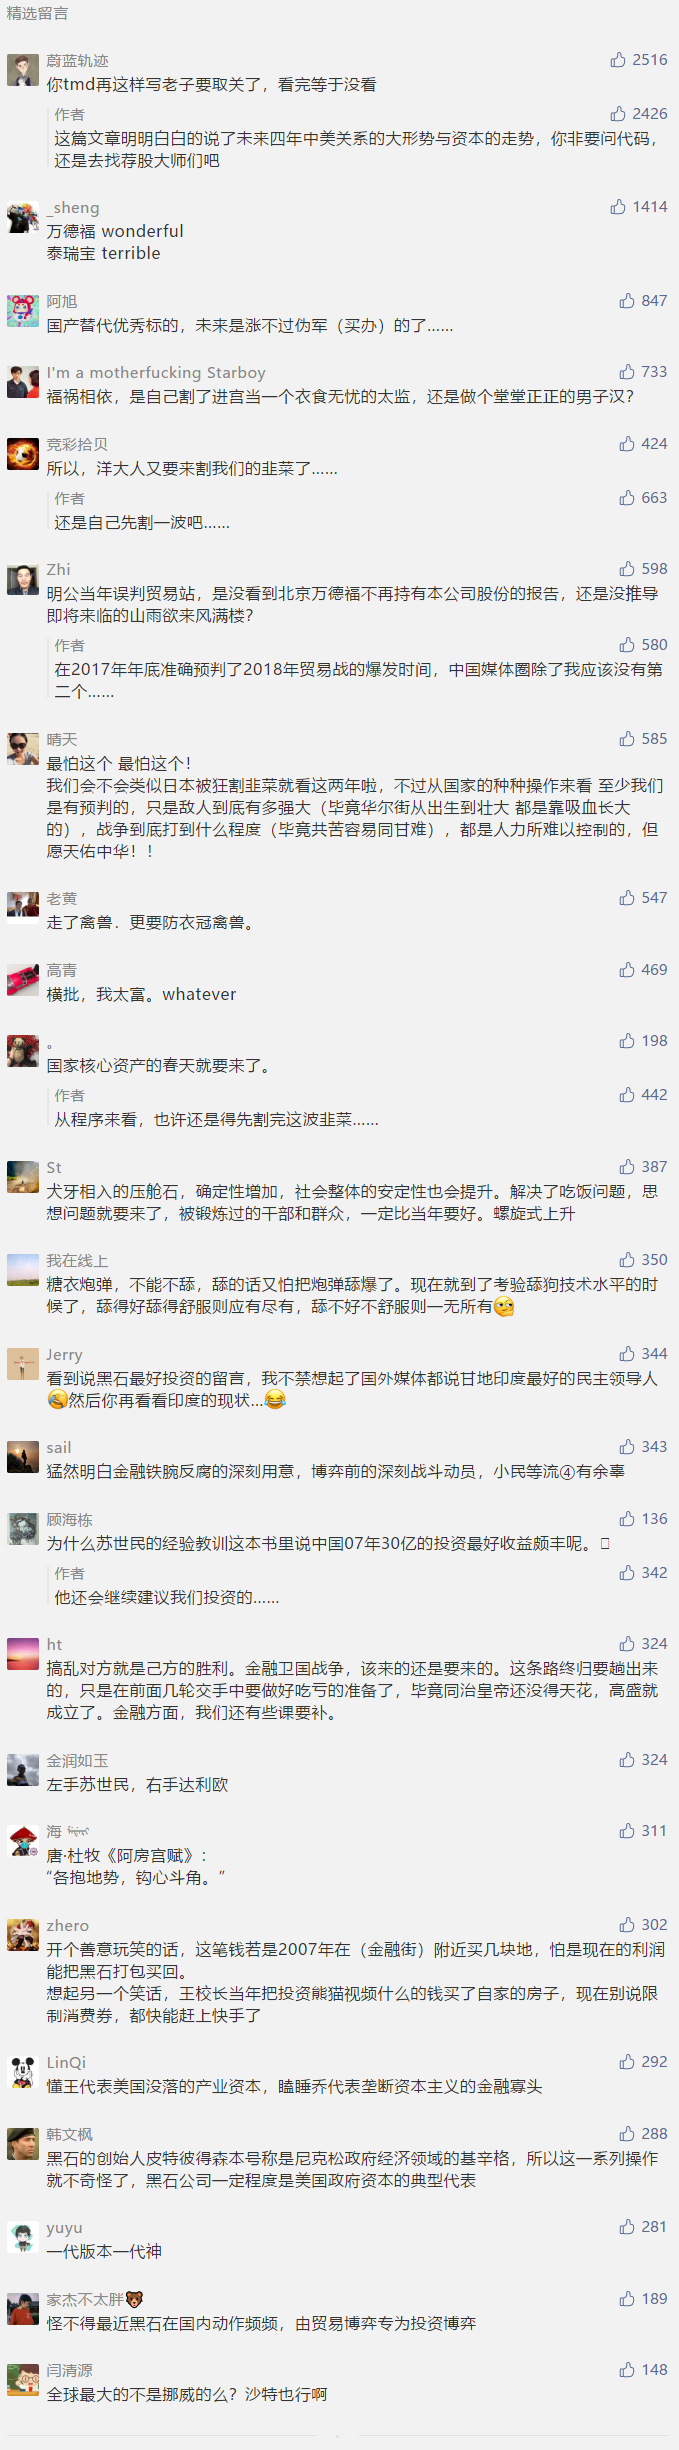 精选留言
蔚蓝轨迹 2516
你tmd再这样写老子要取关了，看完等于没看
作者 2426
这篇文章明明白白的说了未来四年中美关系的大形势与资本的走势，你非要问代码，
还是去找荐股大师们吧
_sheng 1414
万德福 wonderful
泰瑞宝 terrible
阿旭 847
国产替代优秀标的，未来是涨不过伪军（买办）的了……
I'm a motherfucking Starboy 733
福祸相依，是自己割了进宫当一个衣食无忧的太监，还是做个堂堂正正的男子汉？
竞彩拾贝 424
所以，洋大人又要来割我们的韭菜了……
作者 663
还是自己先割一波吧……
Zhi 598
明公当年误判贸易站，是没看到北京万德福不再持有本公司股份的报告，还是没推导
即将来临的山雨欲来风满楼？
作者 580
在2017年年底准确预判了2018年贸易战的爆发时间，中国媒体圈除了我应该没有第
二个……
晴天 585
最怕这个 最怕这个！
我们会不会类似日本被狂割韭菜就看这两年啦，不过从国家的种种操作来看 至少我们
是有预判的，只是敌人到底有多强大（毕竟华尔街从出生到壮大 都是靠吸血长大
的），战争到底打到什么程度（毕竟共苦容易同甘难），都是人力所难以控制的，但
愿天佑中华！！
老黄 547
走了禽兽．更要防衣冠禽兽。
高青 469
横批，我太富。whatever
。 198
国家核心资产的春天就要来了。
作者 442
从程序来看，也许还是得先割完这波韭菜……
St 387
犬牙相入的压舱石，确定性增加，社会整体的安定性也会提升。解决了吃饭问题，思
想问题就要来了，被锻炼过的干部和群众，一定比当年要好。螺旋式上升
我在线上 350
糖衣炮弹，不能不舔，舔的话又怕把炮弹舔爆了。现在就到了考验舔狗技术水平的时
候了，舔得好舔得舒服则应有尽有，舔不好不舒服则一无所有
Jerry 344
看到说黑石最好投资的留言，我不禁想起了国外媒体都说甘地印度最好的民主领导人
然后你再看看印度的现状...
sail 343
猛然明白金融铁腕反腐的深刻用意，博弈前的深刻战斗动员，小民等流④有余辜
顾海栋 136
为什么苏世民的经验教训这本书里说中国07年30亿的投资最好收益颇丰呢。
作者 342
他还会继续建议我们投资的……
ht 324
搞乱对方就是己方的胜利。金融卫国战争，该来的还是要来的。这条路终归要趟出来
的，只是在前面几轮交手中要做好吃亏的准备了，毕竟同治皇帝还没得天花，高盛就
成立了。金融方面，我们还有些课要补。
金润如玉 324
左手苏世民，右手达利欧
海 311
唐·杜牧《阿房宫赋》：
“各抱地势，钩心斗角。”
zhero 302
开个善意玩笑的话，这笔钱若是2007年在（金融街）附近买几块地，怕是现在的利润
能把黑石打包买回。
想起另一个笑话，王校长当年把投资熊猫视频什么的钱买了自家的房子，现在别说限
制消费券，都快能赶上快手了
LinQi 292
懂王代表美国没落的产业资本，瞌睡乔代表垄断资本主义的金融寡头
韩文枫 288
黑石的创始人皮特彼得森本号称是尼克松政府经济领域的基辛格，所以这一系列操作
就不奇怪了，黑石公司一定程度是美国政府资本的典型代表
yuyu 281
一代版本一代神
家杰不太胖 189
怪不得最近黑石在国内动作频频，由贸易博弈专为投资博弈
闫清源 148
全球最大的不是挪威的么？沙特也行啊